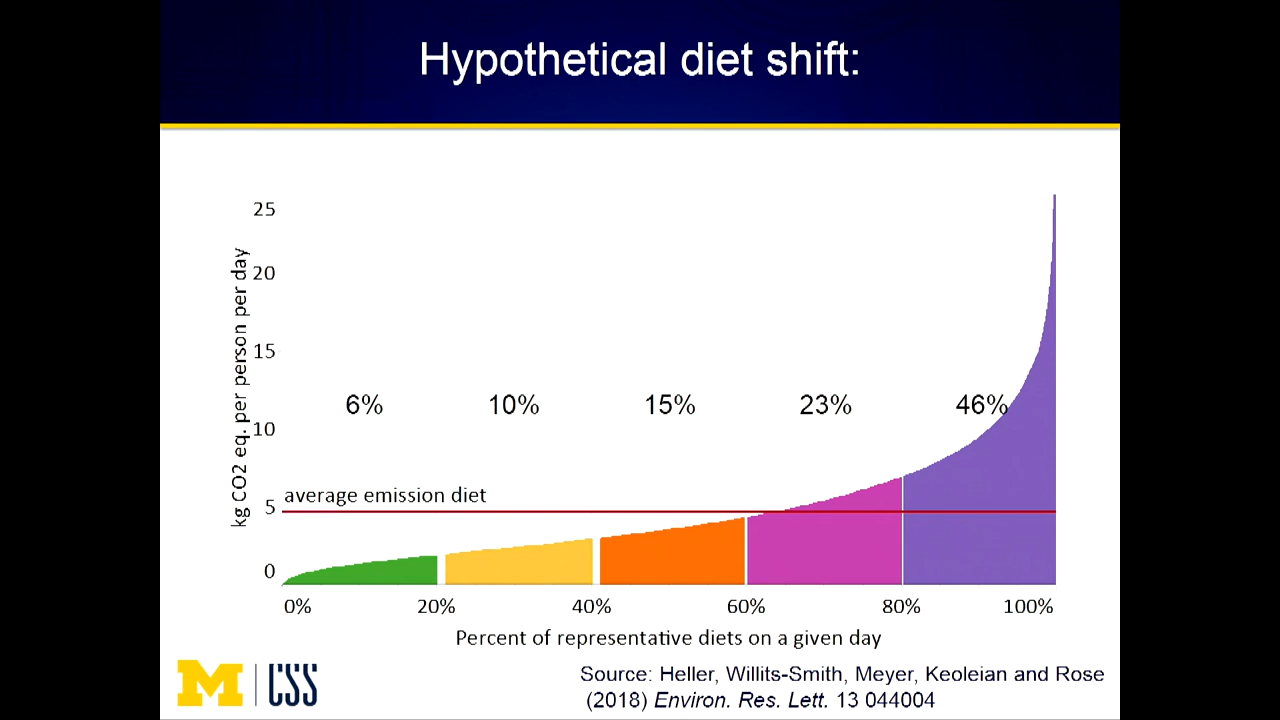 Hypothetical diet shift:
25
20
15
10
5
0
kg CO2 eq. per person per day
6%
10%
15%
23%
46%
average emission diet
0%
20%
40%
60%
80%
100%
Percent of representative diets on a given day
M CSS
Source: Heller, Willits-Smith, Meyer, Keoleian and Rose
(2018) Environ. Res. Lett. 13 044004